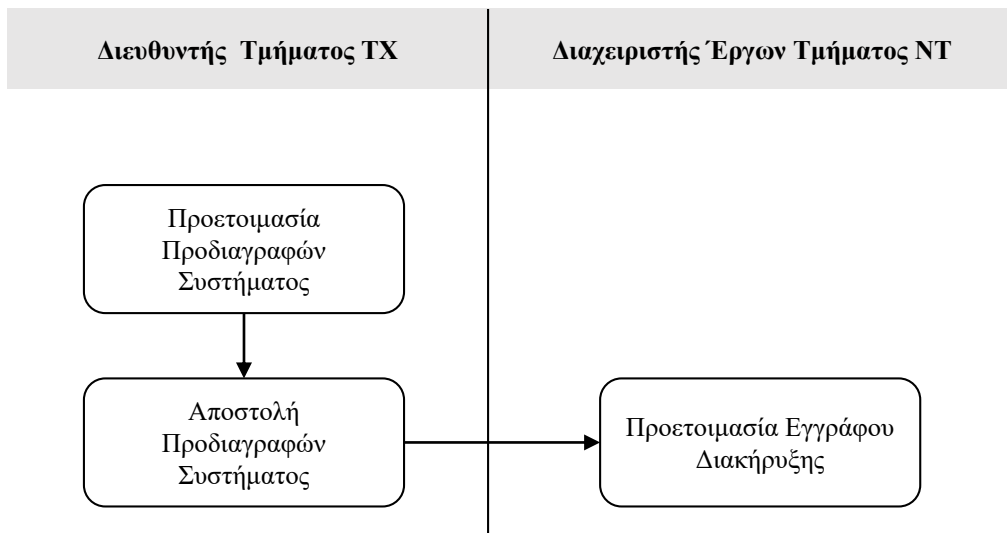 Διευθυντής Τμήματος ΤΧ
Διαχειριστής Έργων Τμήματος ΝΤ
Προετοιμασία
Προδιαγραφών
Συστήματος
Αποστολή
Προδιαγραφών
Συστήματος
Προετοιμασία Εγγράφου
Διακήρυξης